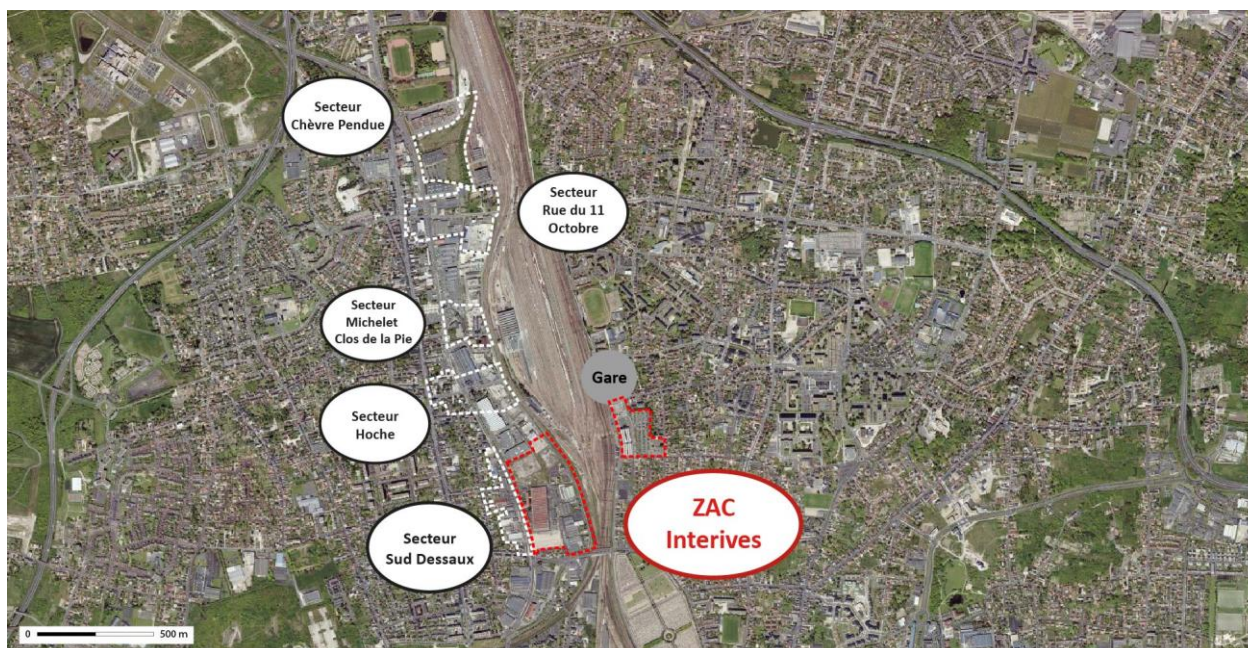 Secteur
Chèvre Pendue
Secteur
Rue du 11
Octobre
Secteur
Michelet
Clos de la Pie
Gare
Secteur
Hoche
ZAC
Interives
Secteur
Sud Dessaux
0 500 m